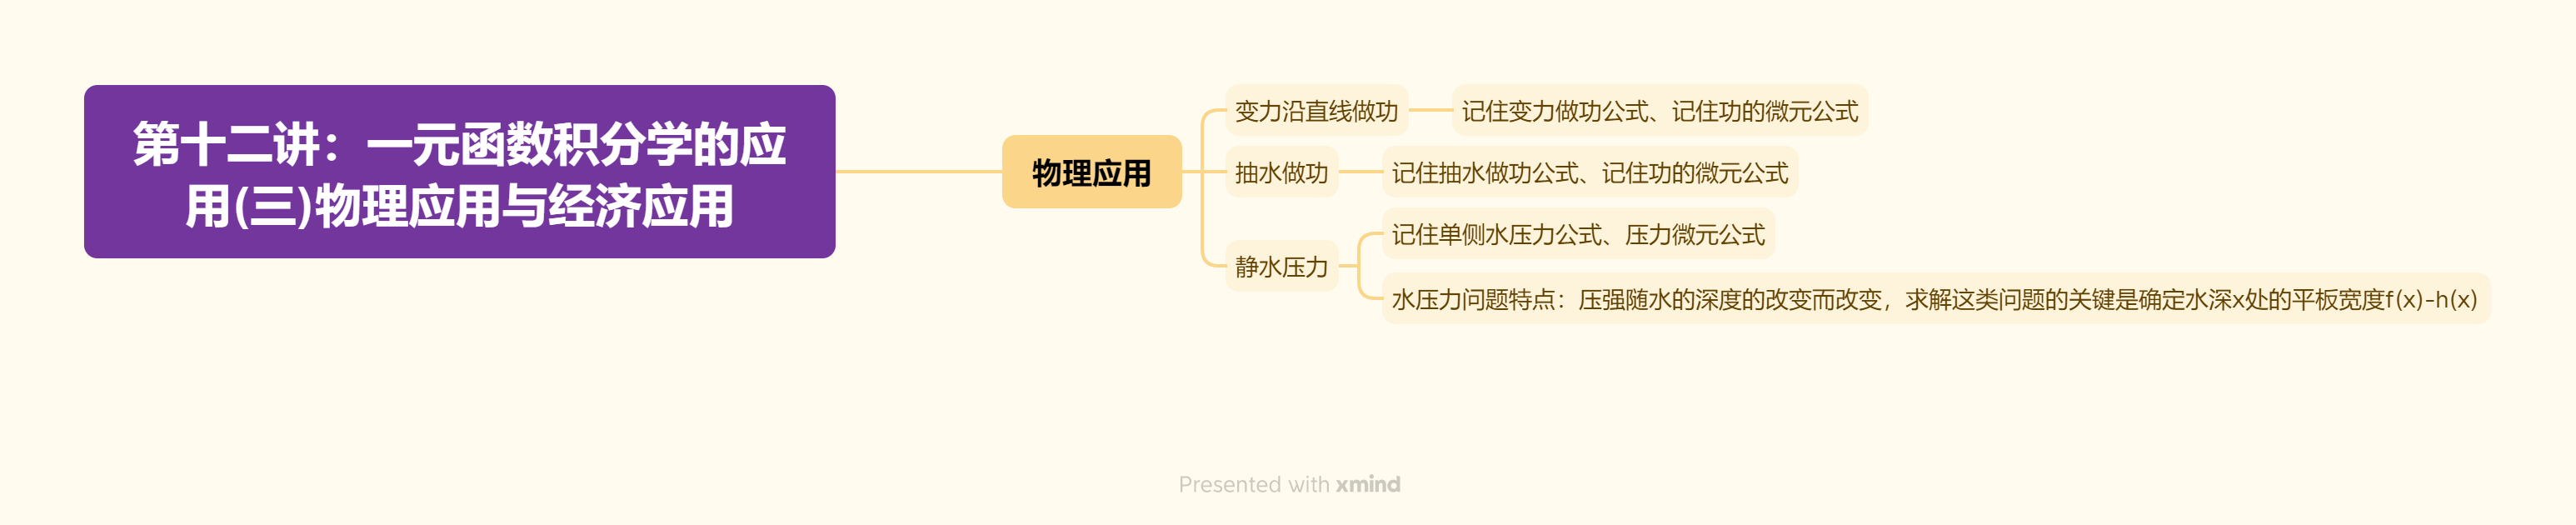 第十二讲：一元函数积分学的应
用(三)物理应用与经济应用
物理应用
变力沿直线做功
记住变力做功公式、记住功的微元公式
抽水做功
记住抽水做功公式、记住功的微元公式
静水压力
记住单侧水压力公式、压力微元公式
水压力问题特点：压强随水的深度的改变而改变，求解这类问题的关键是确定水深x处的平板宽度f(x)-h(x)
Presented with xmind